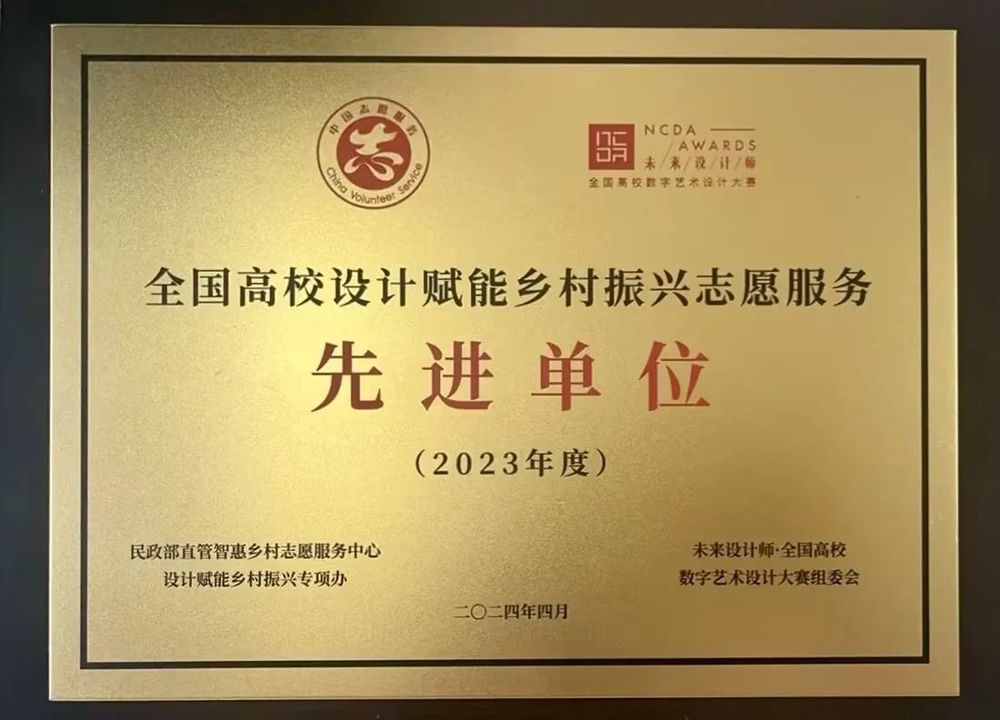 中国志愿服务
志
China Volunteer Service
NCDA
NCDA
AWARDS
未/来/设/计/师
全国高校数字艺术设计大赛
全国高校设计赋能乡村振兴志愿服务
先进单位
（2023年度）
民政部直管智惠乡村志愿服务中心
设计赋能乡村振兴专项办
未来设计师·全国高校
数字艺术设计大赛组委会
二〇二四年四月